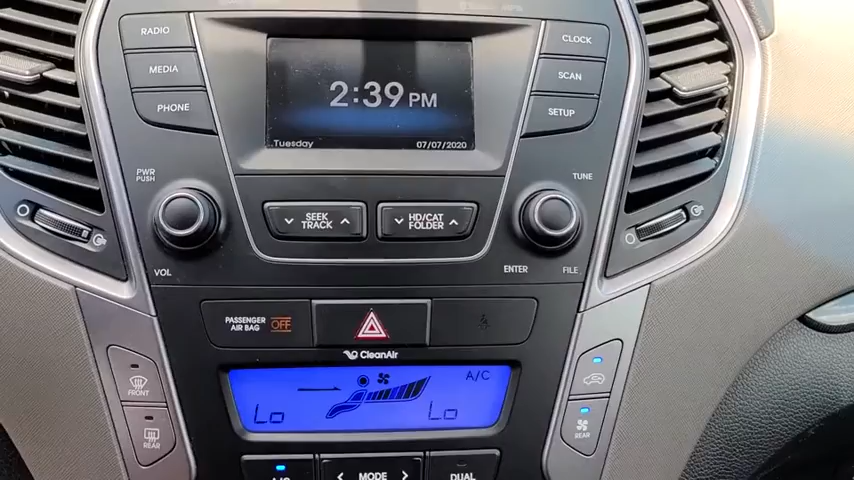 RADIO
MEDIA
PHONE
2:39 PM
Tuesday
07/07/2020
CLOCK
SCAN
SETUP
PWR
PUSH
TUNE
SEEK
TRACK
HD/CAT
FOLDER
VOL
ENTER
FILE
PASSENGER
AIR BAG
OFF
CleanAir
A/C
Lo
Lo
FRONT
REAR
REAR
MODE
DUAL